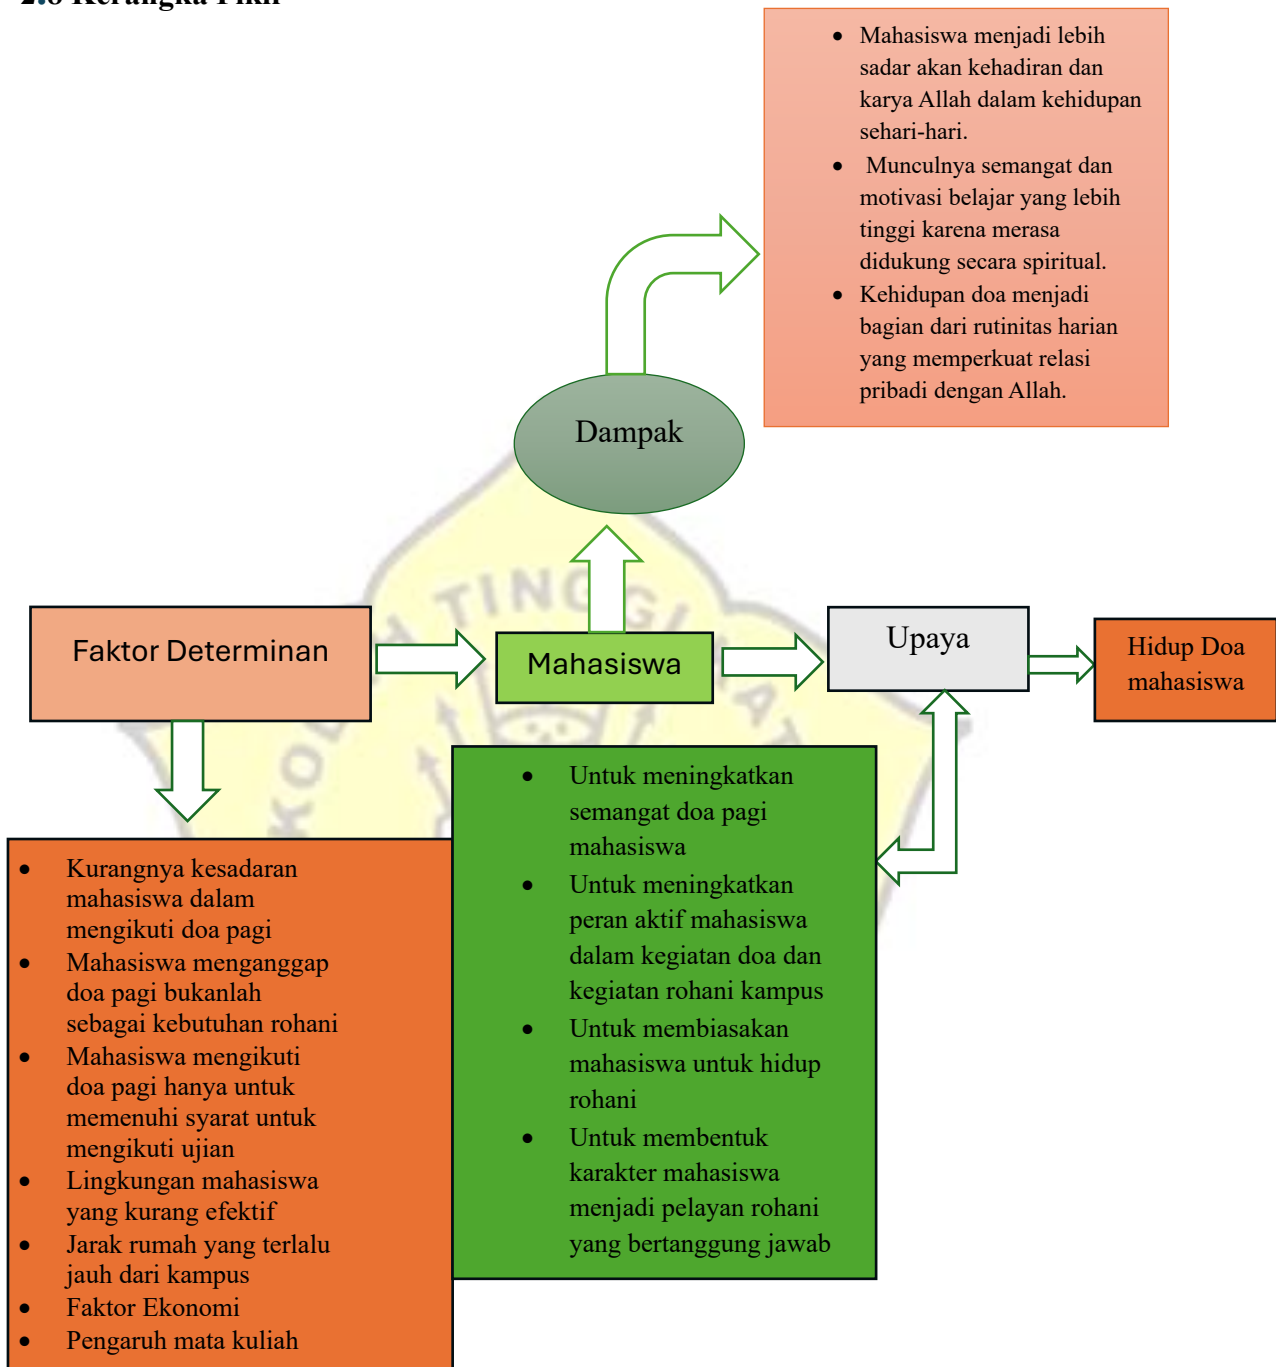 2.8 Kerangka Pikir
• Mahasiswa menjadi lebih
sadar akan kehadiran dan
karya Allah dalam kehidupan
sehari-hari.
• Munculnya semangat dan
motivasi belajar yang lebih
tinggi karena merasa
didukung secara spiritual.
• Kehidupan doa menjadi
bagian dari rutinitas harian
yang memperkuat relasi
pribadi dengan Allah.
Dampak
Faktor Determinan
Mahasiswa
Upaya
Hidup Doa
mahasiswa
• Untuk meningkatkan
semangat doa pagi
mahasiswa
• Untuk meningkatkan
peran aktif mahasiswa
dalam kegiatan doa dan
kegiatan rohani kampus
• Untuk membiasakan
mahasiswa untuk hidup
rohani
• Untuk membentuk
karakter mahasiswa
menjadi pelayan rohani
yang bertanggung jawab
• Kurangnya kesadaran
mahasiswa dalam
mengikuti doa pagi
• Mahasiswa menganggap
doa pagi bukanlah
sebagai kebutuhan rohani
• Mahasiswa mengikuti
doa pagi hanya untuk
memenuhi syarat untuk
mengikuti ujian
• Lingkungan mahasiswa
yang kurang efektif
• Jarak rumah yang terlalu
jauh dari kampus
• Faktor Ekonomi
• Pengaruh mata kuliah
TINGGI